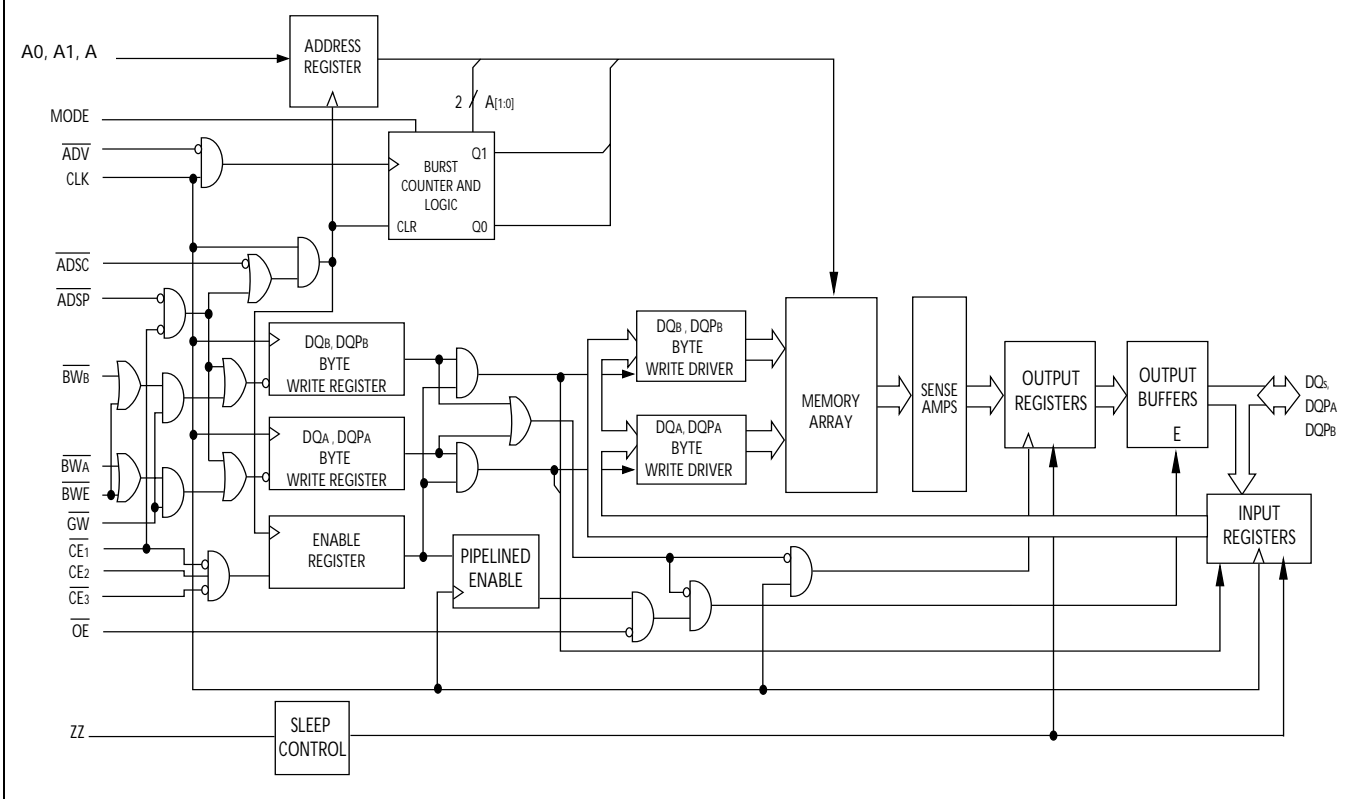 A0, A1, A
ADDRESS
REGISTER
MODE
2
A[1:0]
ADV
CLK
BURST
COUNTER AND
LOGIC
Q1
CLR
Q0
ADSC
ADSP
BWB
BWA
BWE
GW
CE1
CE2
CE3
OE
ZZ
DQB, DQPB
BYTE
WRITE REGISTER
DQA, DQPA
BYTE
WRITE REGISTER
ENABLE
REGISTER
PIPELINED
ENABLE
SLEEP
CONTROL
DQB, DQPB
BYTE
WRITE DRIVER
DQA, DQPA
BYTE
WRITE DRIVER
MEMORY
ARRAY
SENSE
AMPS
OUTPUT
REGISTERS
OUTPUT
BUFFERS
E
DQs,
DQPA
DQPB
INPUT
REGISTERS